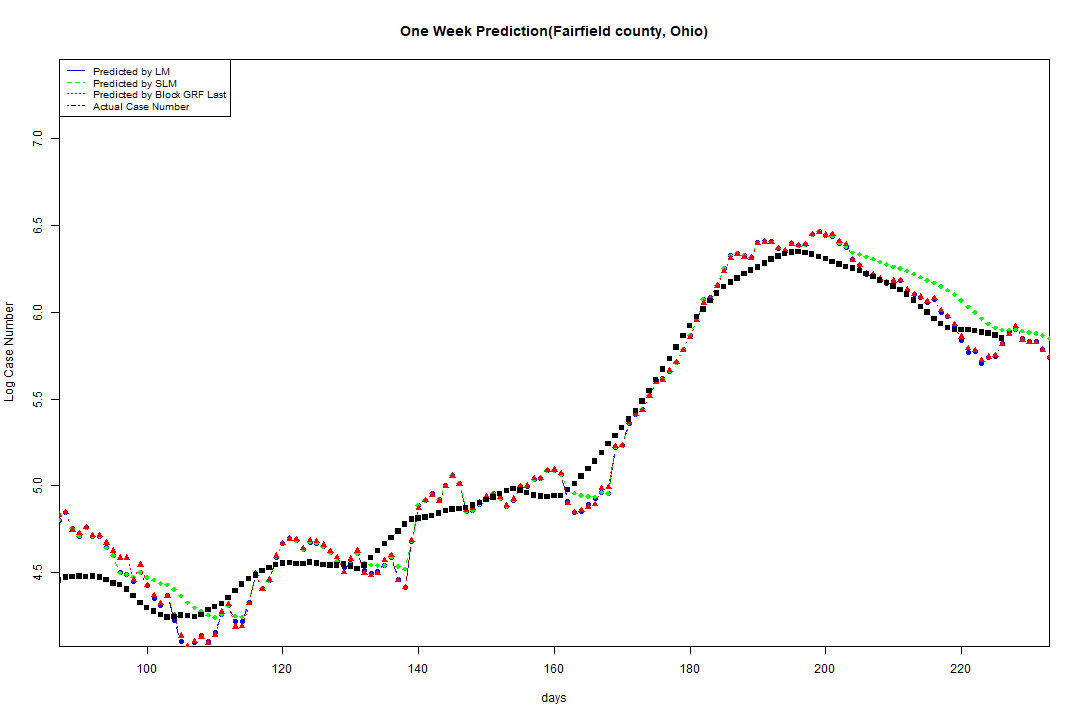 One Week Prediction(Fairfield county, Ohio)
Predicted by LM
Predicted by SLM
Predicted by Block GRF Last
Actual Case Number
7.0
6.5
6.0
5.5
5.0
4.5
Log Case Number
100 120 140 160 180 200 220
days